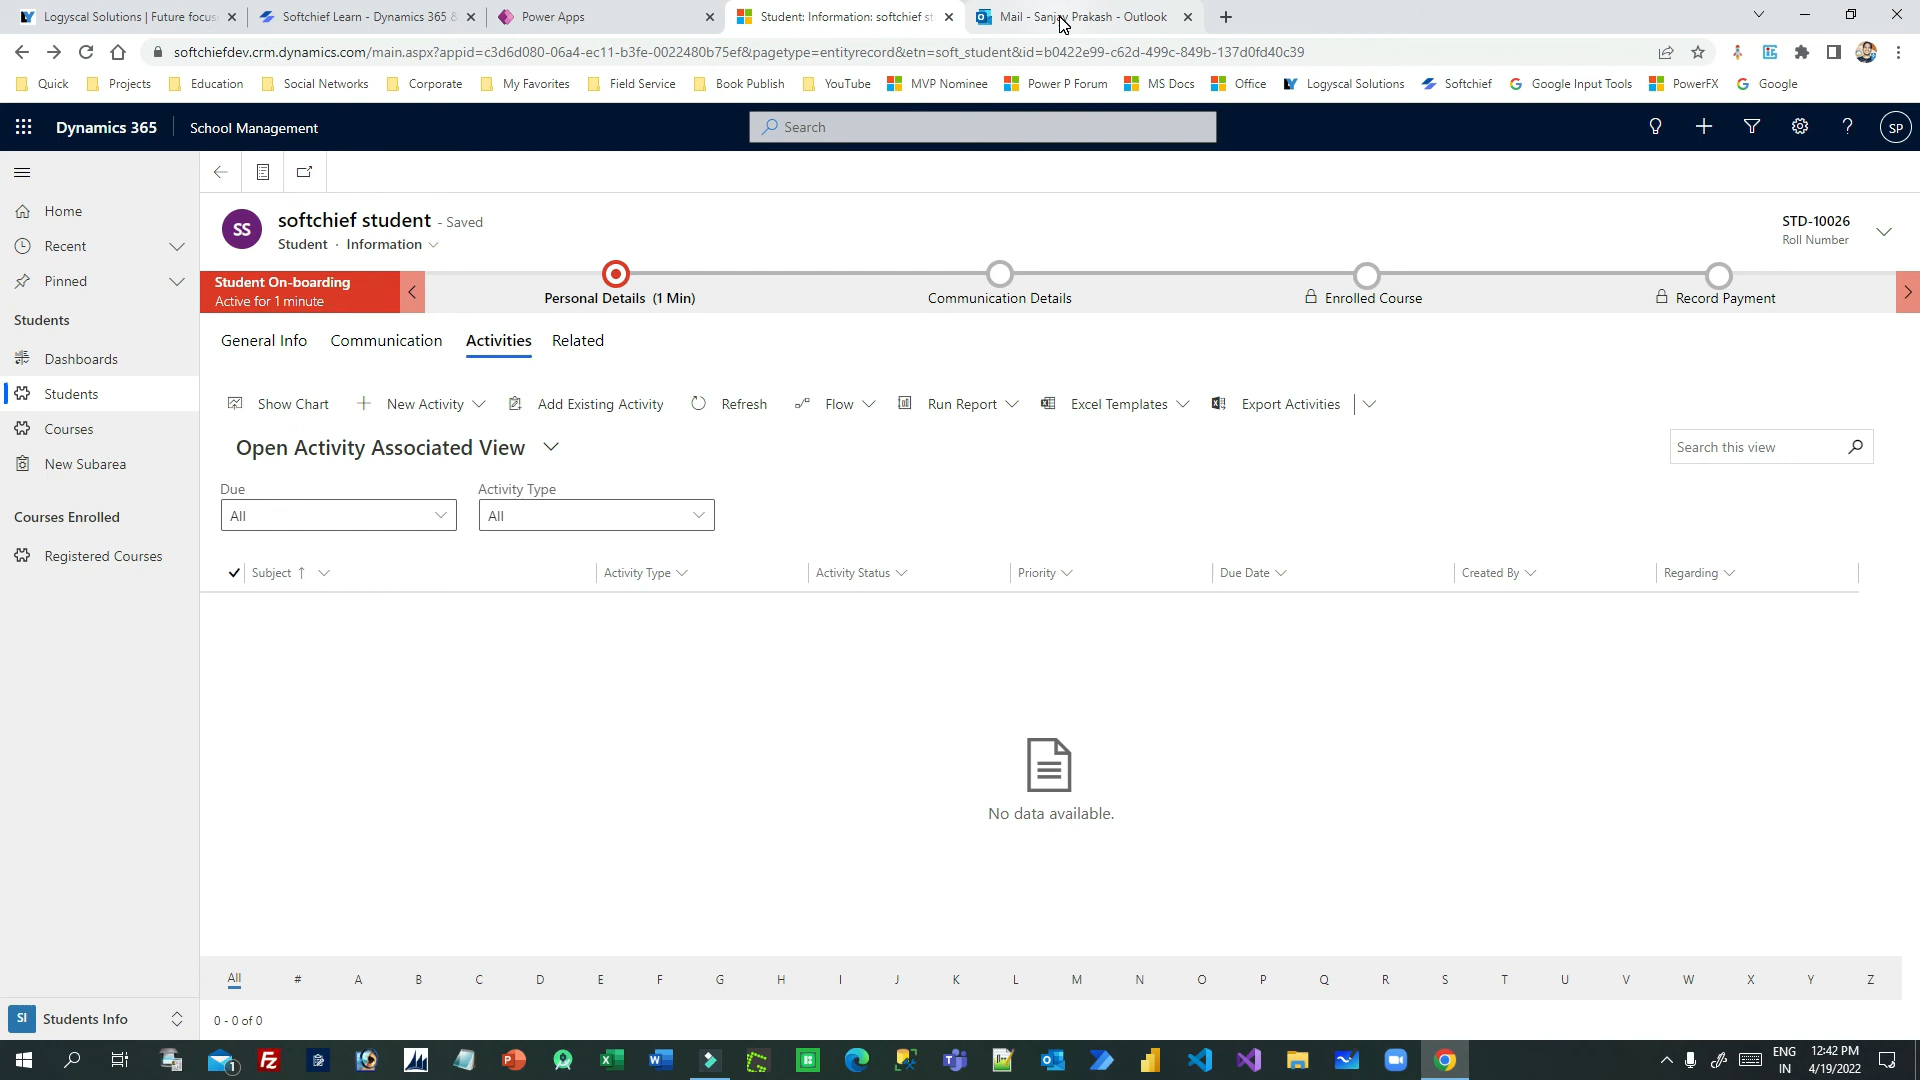 Logyscal Solutions | Future focus
Softchief Learn - Dynamics 365 &
Power Apps
Student: Information: softchief st
Mail - Sanjay Prakash - Outlook
softchiefdev.crm.dynamics.com/main.aspx?appid=c3d6d080-06a4-ec11-b3fe-0022480b75ef&pagetype=entityrecord&etn=soft_student&id=b0422e99-c62d-499c-849b-137d0fd40c39
Quick
Projects
Education
Social Networks
Corporate
My Favorites
Field Service
Book Publish
YouTube
MVP Nominee
Power P Forum
MS Docs
Office
Logyscal Solutions
Softchief
Google Input Tools
PowerFX
Google
Dynamics 365
School Management
Search
SP
Home
Recent
Pinned
Students
Dashboards
Students
Courses
New Subarea
Courses Enrolled
Registered Courses
SI Students Info
SS
softchief student - Saved
Student · Information
STD-10026
Roll Number
Student On-boarding
Active for 1 minute
Personal Details (1 Min)
Communication Details
Enrolled Course
Record Payment
General Info
Communication
Activities
Related
Show Chart
New Activity
Add Existing Activity
Refresh
Flow
Run Report
Excel Templates
Export Activities
Open Activity Associated View
Search this view
Due
Activity Type
All
All
Subject
Activity Type
Activity Status
Priority
Due Date
Created By
Regarding
No data available.
All # A B C D E F G H I J K L M N O P Q R S T U V W X Y Z
0 - 0 of 0
1
ENG
IN
12:42 PM
4/19/2022